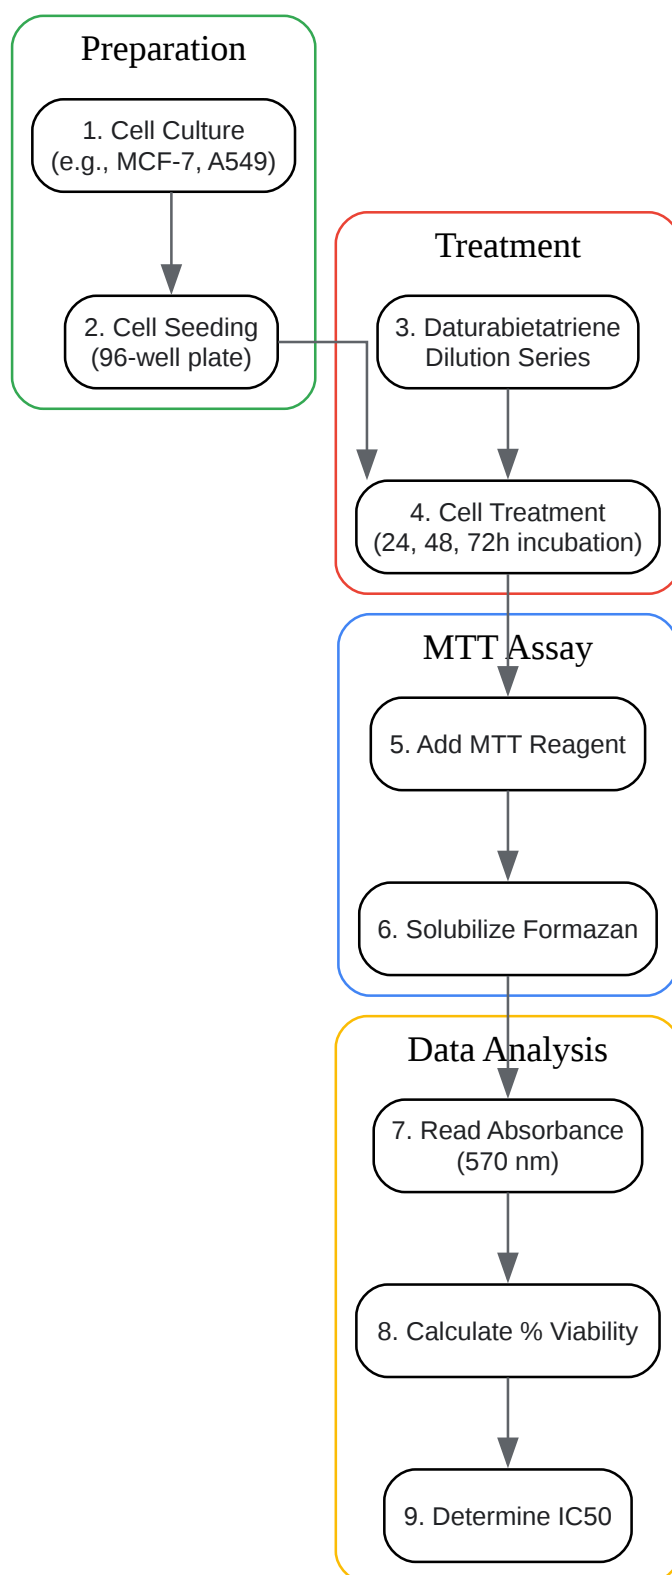 Preparation
1. Cell Culture
(e.g., MCF-7, A549)
2. Cell Seeding
(96-well plate)
Treatment
3. Daturabietatriene
Dilution Series
4. Cell Treatment
(24, 48, 72h incubation)
MTT Assay
5. Add MTT Reagent
6. Solubilize Formazan
Data Analysis
7. Read Absorbance
(570 nm)
8. Calculate % Viability
9. Determine IC50